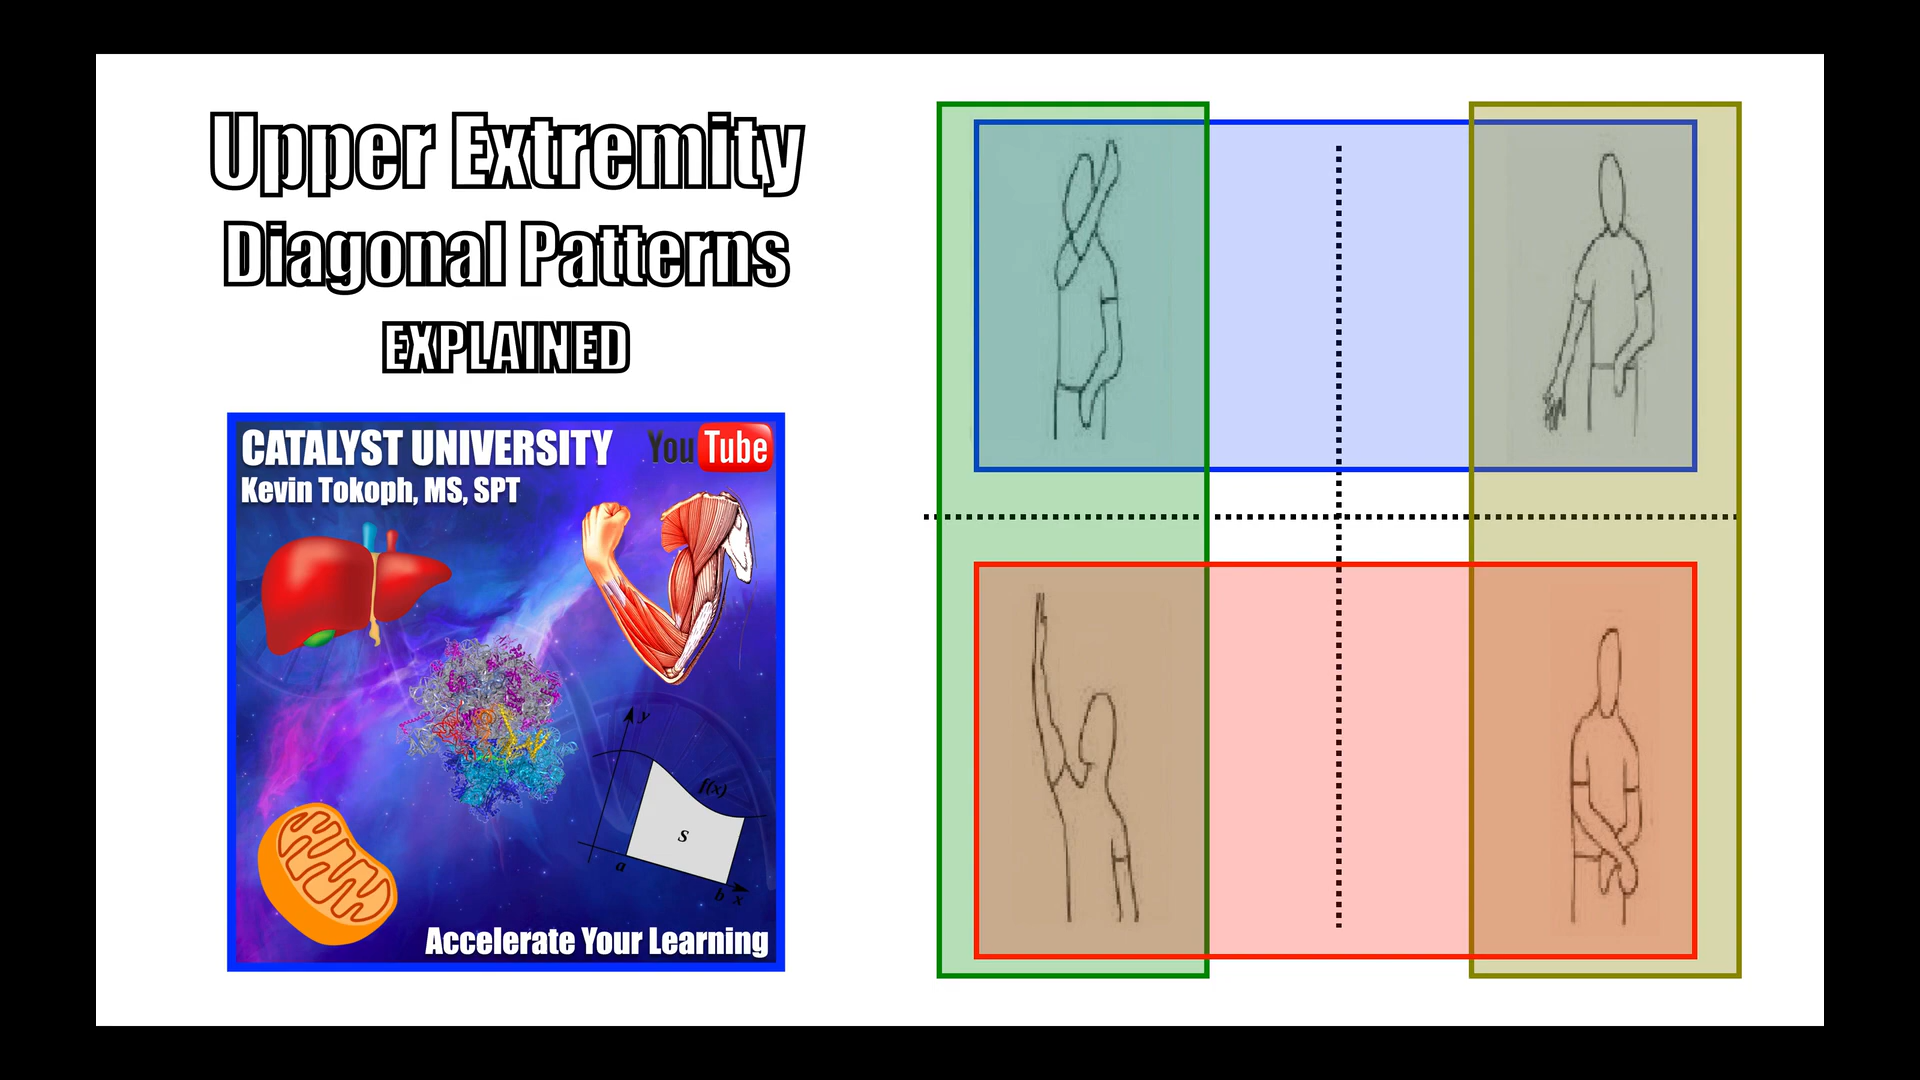 Upper Extremity
Diagonal Patterns
EXPLAINED
CATALYST UNIVERSITY
YouTube
Kevin Tokoph, MS, SPT
y
f(x)
S
a
b x
Accelerate Your Learning